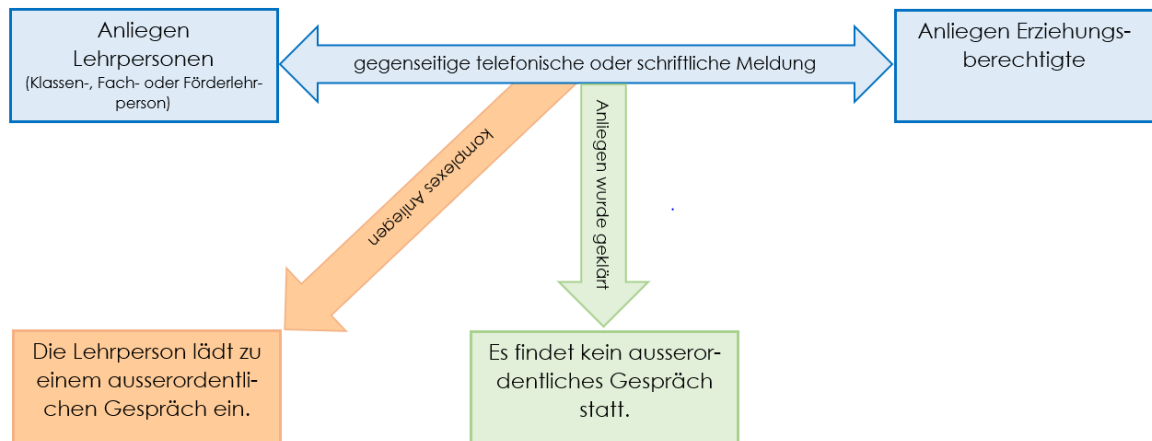 Anliegen
Lehrpersonen
(Klassen-, Fach- oder Förderlehr-
person)
gegenseitige telefonische oder schriftliche Meldung
Anliegen Erziehungs-
berechtigte
komplexes Anliegen
Anliegen wurde geklärt
Die Lehrperson lädt zu
einem ausserordentli-
chen Gespräch ein.
Es findet kein ausseror-
dentliches Gespräch
statt.